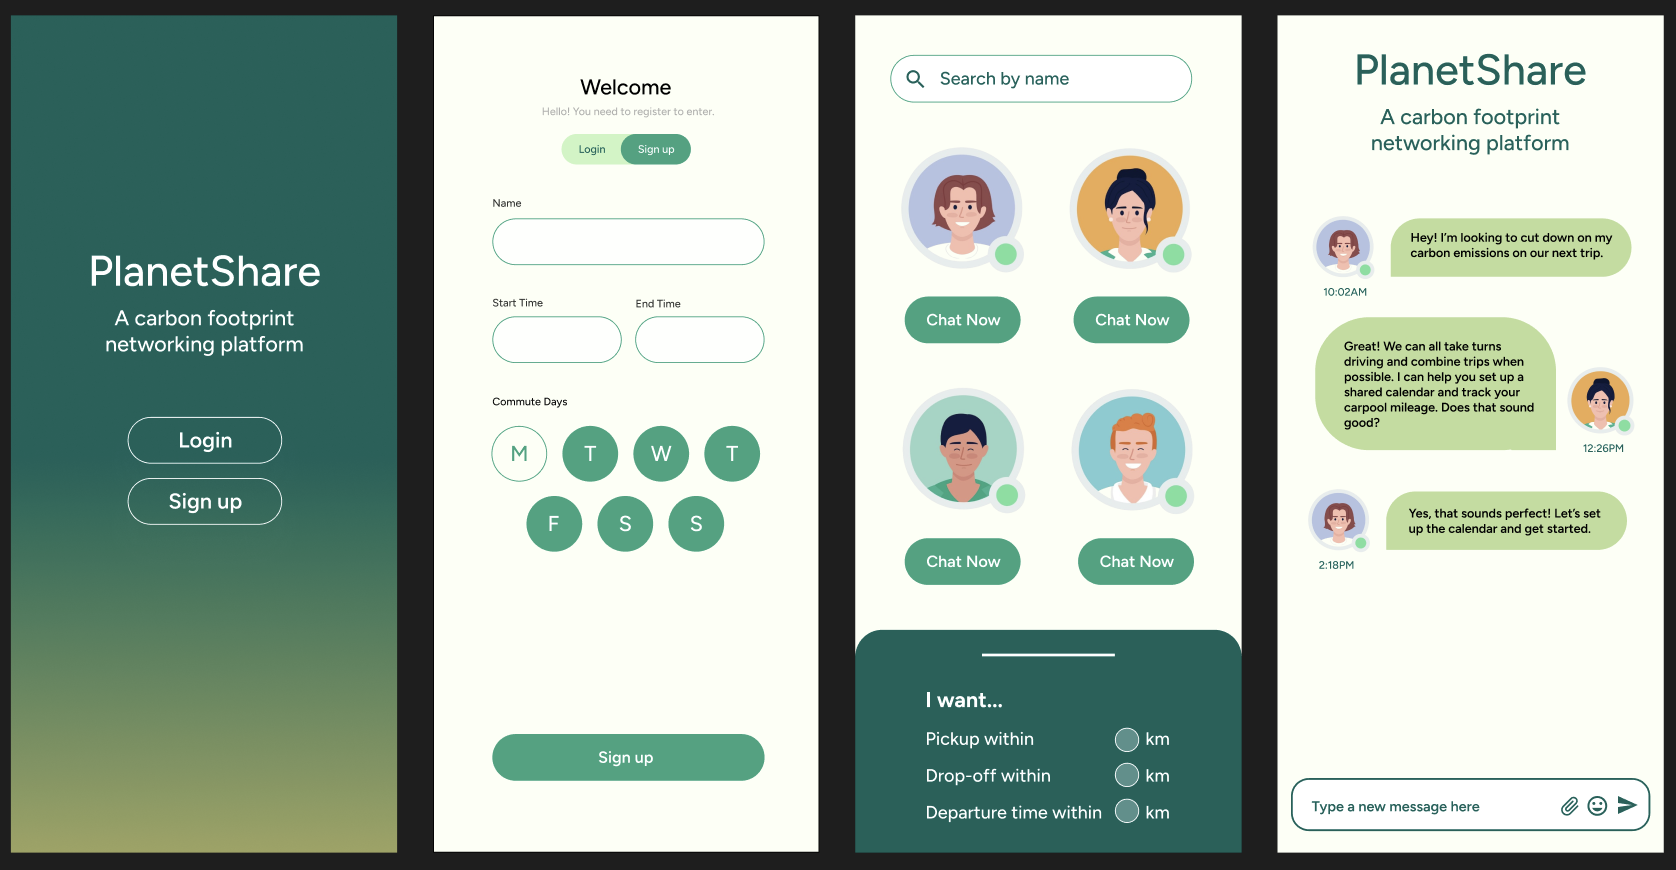 PlanetShare
A carbon footprint
networking platform
Login
Sign up
Welcome
Hello! You need to register to enter.
Login
Sign up
Name
Start Time
End Time
Commute Days
M
T
W
T
F
S
S
Sign up
Search by name
Chat Now
Chat Now
Chat Now
Chat Now
I want...
Pickup within
km
Drop-off within
km
Departure time within
km
PlanetShare
A carbon footprint
networking platform
Hey! I'm looking to cut down on my
carbon emissions on our next trip.
10:02AM
Great! We can all take turns
driving and combine trips when
possible. I can help you set up a
shared calendar and track your
carpool mileage. Does that sound
good?
12:26PM
Yes, that sounds perfect! Let's set
up the calendar and get started.
2:18PM
Type a new message here